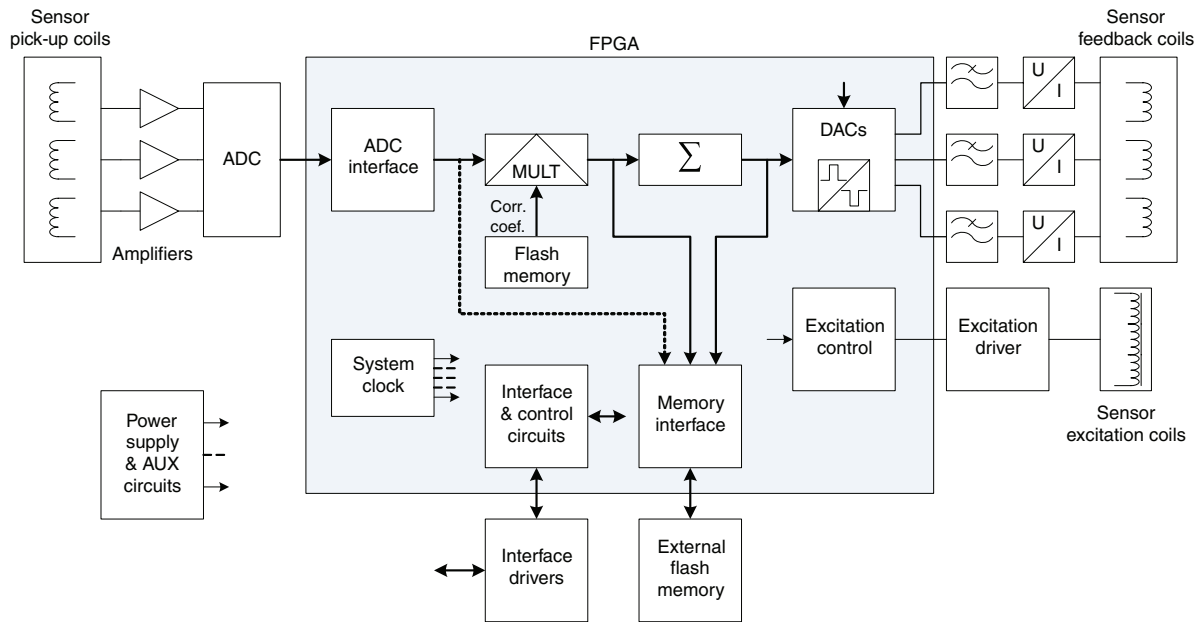 Sensor
pick-up coils
FPGA
Sensor
feedback coils
ADC
ADC
interface
MULT
Σ
DACs
U
I
U
I
U
I
Amplifiers
Corr.
coef.
Flash
memory
System
clock
Interface
& control
circuits
Memory
interface
Excitation
control
Excitation
driver
Sensor
excitation coils
Power
supply
& AUX
circuits
Interface
drivers
External
flash
memory